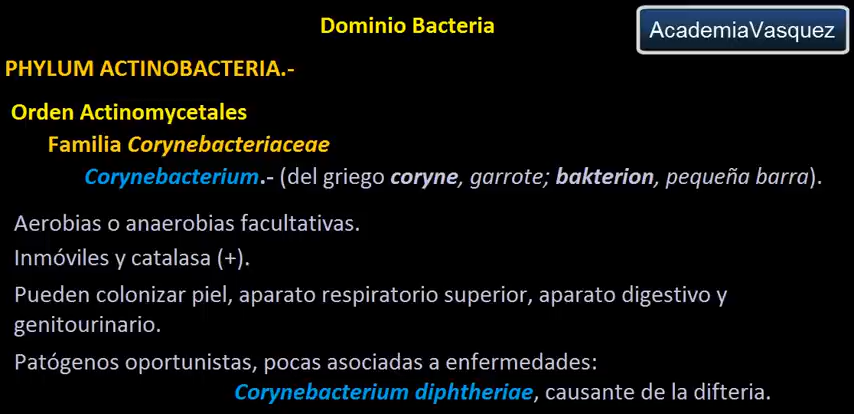 Dominio Bacteria
AcademiaVasquez
PHYLUM ACTINOBACTERIA.-
Orden Actinomycetales
Familia Corynebacteriaceae
Corynebacterium.- (del griego coryne, garrote; bakterion, pequeña barra).
Aerobias o anaerobias facultativas.
Inmóviles y catalasa (+).
Pueden colonizar piel, aparato respiratorio superior, aparato digestivo y
genitourinario.
Patógenos oportunistas, pocas asociadas a enfermedades:
Corynebacterium diphtheriae, causante de la difteria.